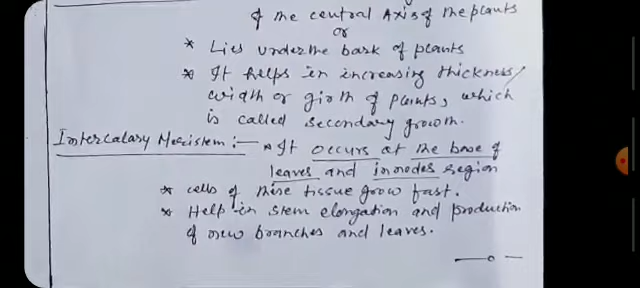 of the central Axis of the plants
or
* Lies under the bark of plants
* It helps in increasing thickness/
width or girth of plants, which
is called secondary growth.
Intercalary Meristem :— * It occurs at the base of
leaves and innodes region
* cells of these tissue grow fast.
* Help in stem elongation and production
of new branches and leaves.